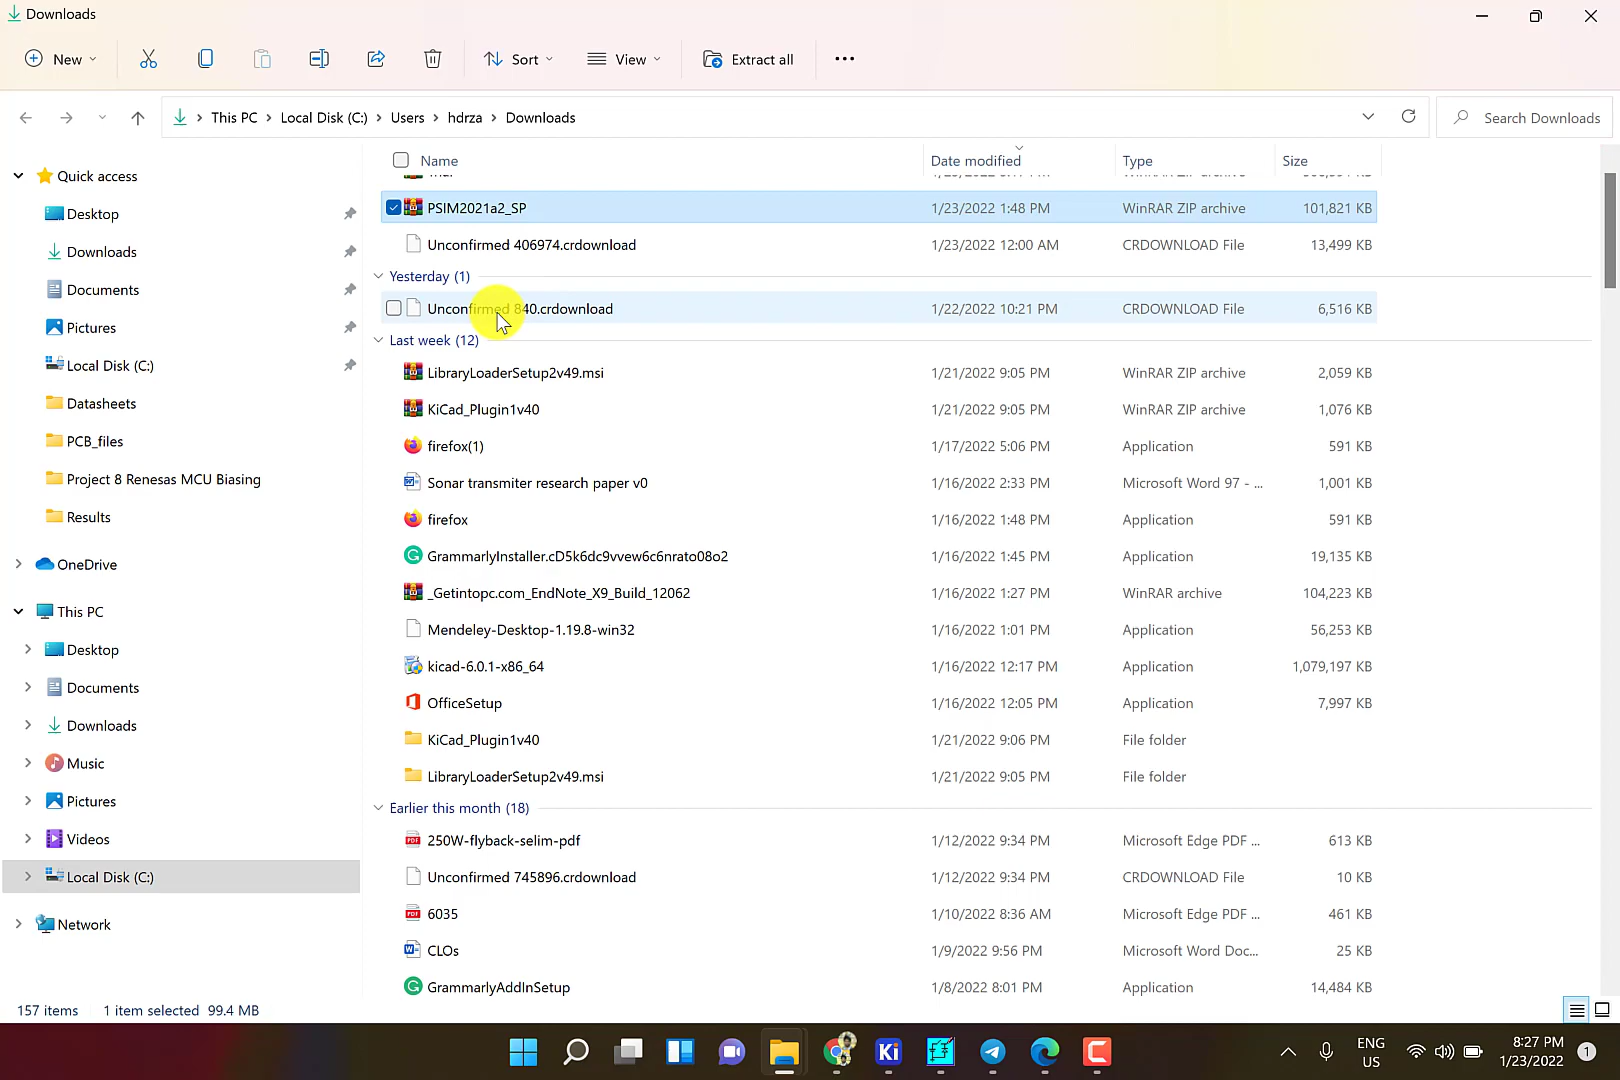 Downloads
New
Sort
View
Extract all
This PC
Local Disk (C:)
Users
hdrza
Downloads
Search Downloads
Name
Date modified
Type
Size
PSIM2021a2_SP 1/23/2022 1:48 PM WinRAR ZIP archive 101,821 KB
Unconfirmed 406974.crdownload 1/23/2022 12:00 AM CRDOWNLOAD File 13,499 KB
Yesterday (1)
Unconfirmed 840.crdownload 1/22/2022 10:21 PM CRDOWNLOAD File 6,516 KB
Last week (12)
LibraryLoaderSetup2v49.msi 1/21/2022 9:05 PM WinRAR ZIP archive 2,059 KB
KiCad_Plugin1v40 1/21/2022 9:05 PM WinRAR ZIP archive 1,076 KB
firefox(1) 1/17/2022 5:06 PM Application 591 KB
Sonar transmiter research paper v0 1/16/2022 2:33 PM Microsoft Word 97 - ... 1,001 KB
firefox 1/16/2022 1:48 PM Application 591 KB
GrammarlyInstaller.cD5k6dc9vvew6c6nrato08o2 1/16/2022 1:45 PM Application 19,135 KB
_Getintopc.com_EndNote_X9_Build_12062 1/16/2022 1:27 PM WinRAR archive 104,223 KB
Mendeley-Desktop-1.19.8-win32 1/16/2022 1:01 PM Application 56,253 KB
kicad-6.0.1-x86_64 1/16/2022 12:17 PM Application 1,079,197 KB
OfficeSetup 1/16/2022 12:05 PM Application 7,997 KB
KiCad_Plugin1v40 1/21/2022 9:06 PM File folder
LibraryLoaderSetup2v49.msi 1/21/2022 9:05 PM File folder
Earlier this month (18)
250W-flyback-selim-pdf 1/12/2022 9:34 PM Microsoft Edge PDF ... 613 KB
Unconfirmed 745896.crdownload 1/12/2022 9:34 PM CRDOWNLOAD File 10 KB
6035 1/10/2022 8:36 AM Microsoft Edge PDF ... 461 KB
CLOs 1/9/2022 9:56 PM Microsoft Word Doc... 25 KB
GrammarlyAddInSetup 1/8/2022 8:01 PM Application 14,484 KB
Quick access
Desktop
Downloads
Documents
Pictures
Local Disk (C:)
Datasheets
PCB_files
Project 8 Renesas MCU Biasing
Results
OneDrive
This PC
Desktop
Documents
Downloads
Music
Pictures
Videos
Local Disk (C:)
Network
157 items
1 item selected 99.4 MB
Ki
ENG
US
8:27 PM
1/23/2022
1